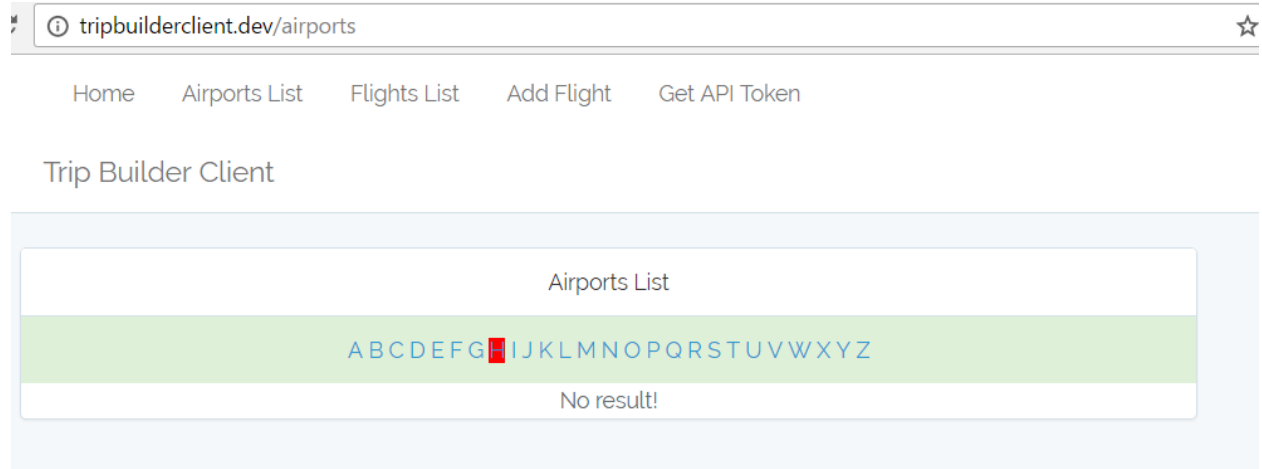 tripbuilderclient.dev/airports
Home Airports List Flights List Add Flight Get API Token
Trip Builder Client
Airports List
A B C D E F G H I J K L M N O P Q R S T U V W X Y Z
No result!